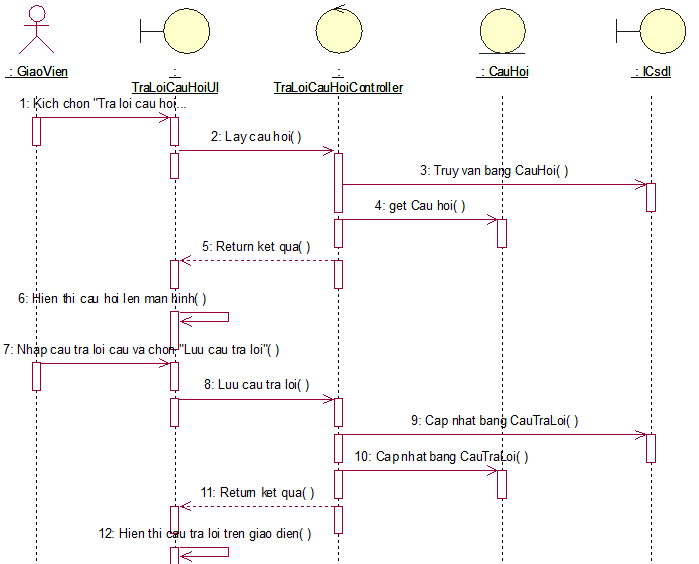 : GiaoVien
:
TraLoiCauHoiUI
:
TraLoiCauHoiController
: CauHoi
: ICsdl
1: Kich chon "Tra loi cau hoi...
2: Lay cau hoi( )
3: Truy van bang CauHoi( )
4: get Cau hoi( )
5: Return ket qua( )
6: Hien thi cau hoi len man hinh( )
7: Nhap cau tra loi cau va chon "Luu cau tra loi"( )
8: Luu cau tra loi( )
9: Cap nhat bang CauTraLoi( )
10: Cap nhat bang CauTraLoi( )
11: Return ket qua( )
12: Hien thi cau tra loi tren giao dien( )